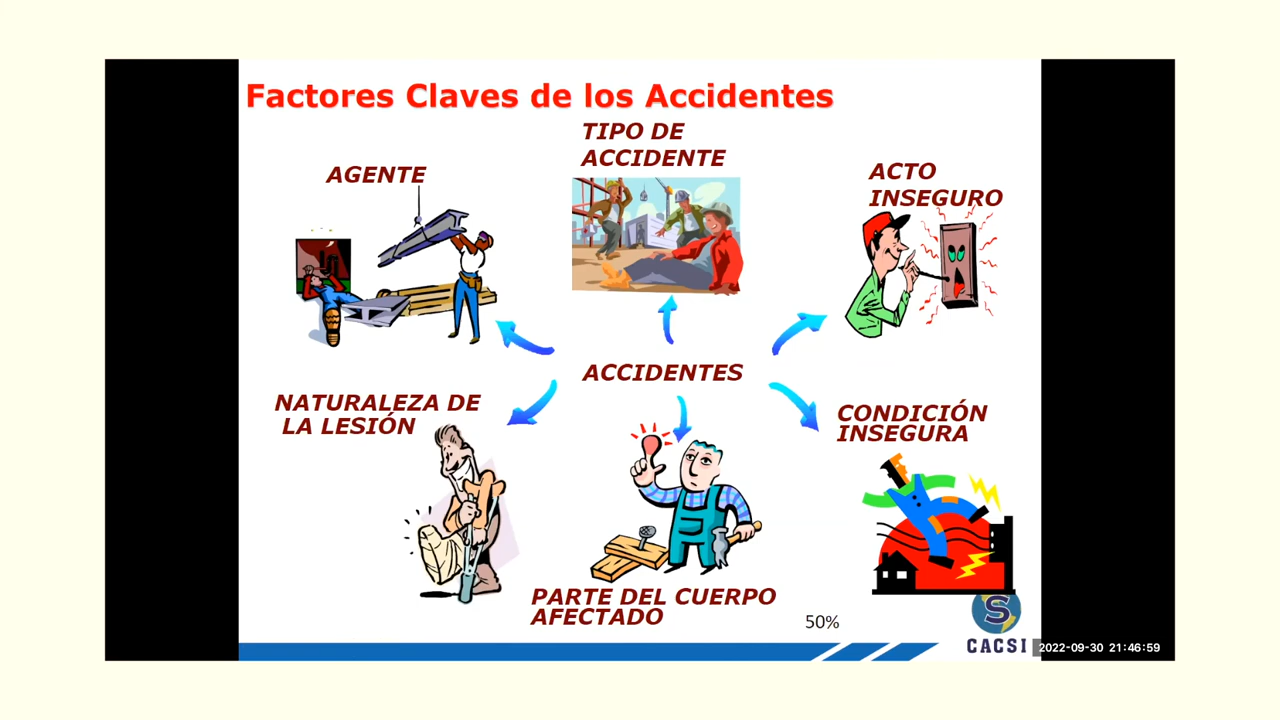 Factores Claves de los Accidentes
TIPO DE
ACCIDENTE
AGENTE
ACTO
INSEGURO
ACCIDENTES
NATURALEZA DE
LA LESIÓN
CONDICIÓN
INSEGURA
PARTE DEL CUERPO
AFECTADO
50%
S
CACSI
2022-09-30 21:46:59